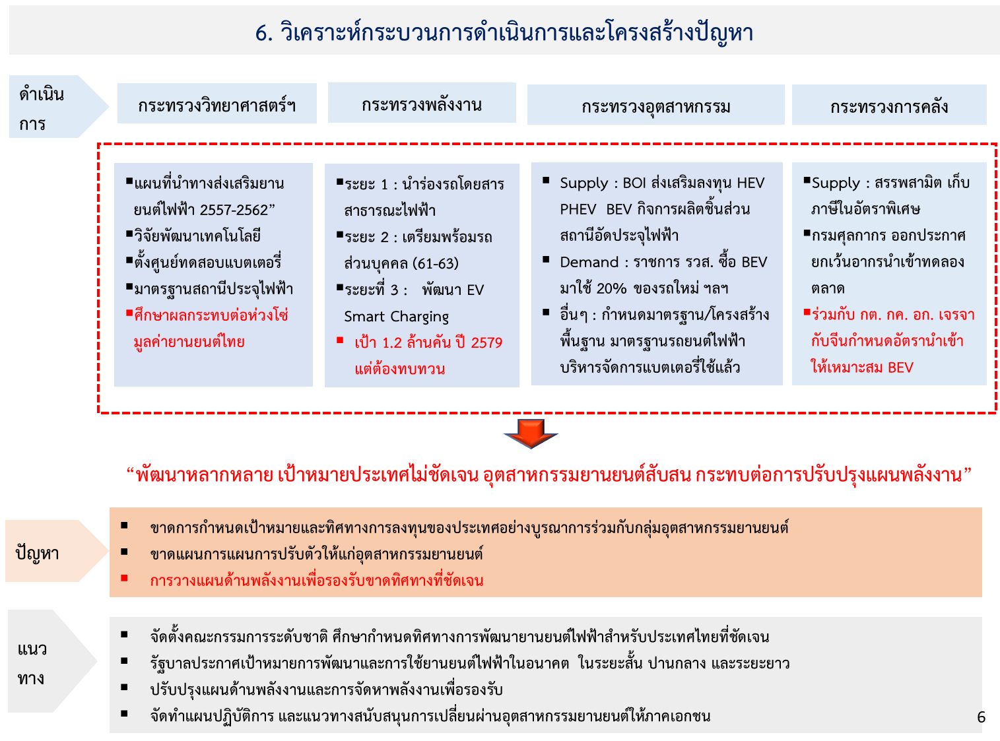 6. วิเคราะห์กระบวนการดำเนินการและโครงสร้างปัญหา
ดำเนิน
การ
กระทรวงวิทยาศาสตร์ฯ
กระทรวงพลังงาน
กระทรวงอุตสาหกรรม
กระทรวงการคลัง
▪แผนที่นำทางส่งเสริมยาน
ยนต์ไฟฟ้า 2557-2562”
▪วิจัยพัฒนาเทคโนโลยี
▪ตั้งศูนย์ทดสอบแบตเตอรี่
▪มาตรฐานสถานีประจุไฟฟ้า
▪ศึกษาผลกระทบต่อห่วงโซ่
มูลค่ายานยนต์ไทย
▪ระยะ 1 : นำร่องรถโดยสาร
สาธารณะไฟฟ้า
▪ระยะ 2 : เตรียมพร้อมรถ
ส่วนบุคคล (61-63)
▪ระยะที่ 3 : พัฒนา EV
Smart Charging
▪ เป้า 1.2 ล้านคัน ปี 2579
แต่ต้องทบทวน
▪ Supply : BOI ส่งเสริมลงทุน HEV
PHEV BEV กิจการผลิตชิ้นส่วน
สถานีอัดประจุไฟฟ้า
▪ Demand : ราชการ รวส. ซื้อ BEV
มาใช้ 20% ของรถใหม่ ฯลฯ
▪ อื่นๆ : กำหนดมาตรฐาน/โครงสร้าง
พื้นฐาน มาตรฐานรถยนต์ไฟฟ้า
บริหารจัดการแบตเตอรี่ใช้แล้ว
▪Supply : สรรพสามิต เก็บ
ภาษีในอัตราพิเศษ
▪กรมศุลกากร ออกประกาศ
ยกเว้นอากรนำเข้าทดลอง
ตลาด
▪ร่วมกับ กต. กค. อก. เจรจา
กับจีนกำหนดอัตรานำเข้า
ให้เหมาะสม BEV
“พัฒนาหลากหลาย เป้าหมายประเทศไม่ชัดเจน อุตสาหกรรมยานยนต์สับสน กระทบต่อการปรับปรุงแผนพลังงาน”
ปัญหา
▪ ขาดการกำหนดเป้าหมายและทิศทางการลงทุนของประเทศอย่างบูรณาการร่วมกับกลุ่มอุตสาหกรรมยานยนต์
▪ ขาดแผนการแผนการปรับตัวให้แก่อุตสาหกรรมยานยนต์
▪ การวางแผนด้านพลังงานเพื่อรองรับขาดทิศทางที่ชัดเจน
แนว
ทาง
▪ จัดตั้งคณะกรรมการระดับชาติ ศึกษากำหนดทิศทางการพัฒนายานยนต์ไฟฟ้าสำหรับประเทศไทยที่ชัดเจน
▪ รัฐบาลประกาศเป้าหมายการพัฒนาและการใช้ยานยนต์ไฟฟ้าในอนาคต ในระยะสั้น ปานกลาง และระยะยาว
▪ ปรับปรุงแผนด้านพลังงานและการจัดหาพลังงานเพื่อรองรับ
▪ จัดทำแผนปฏิบัติการ และแนวทางสนับสนุนการเปลี่ยนผ่านอุตสาหกรรมยานยนต์ให้ภาคเอกชน
6